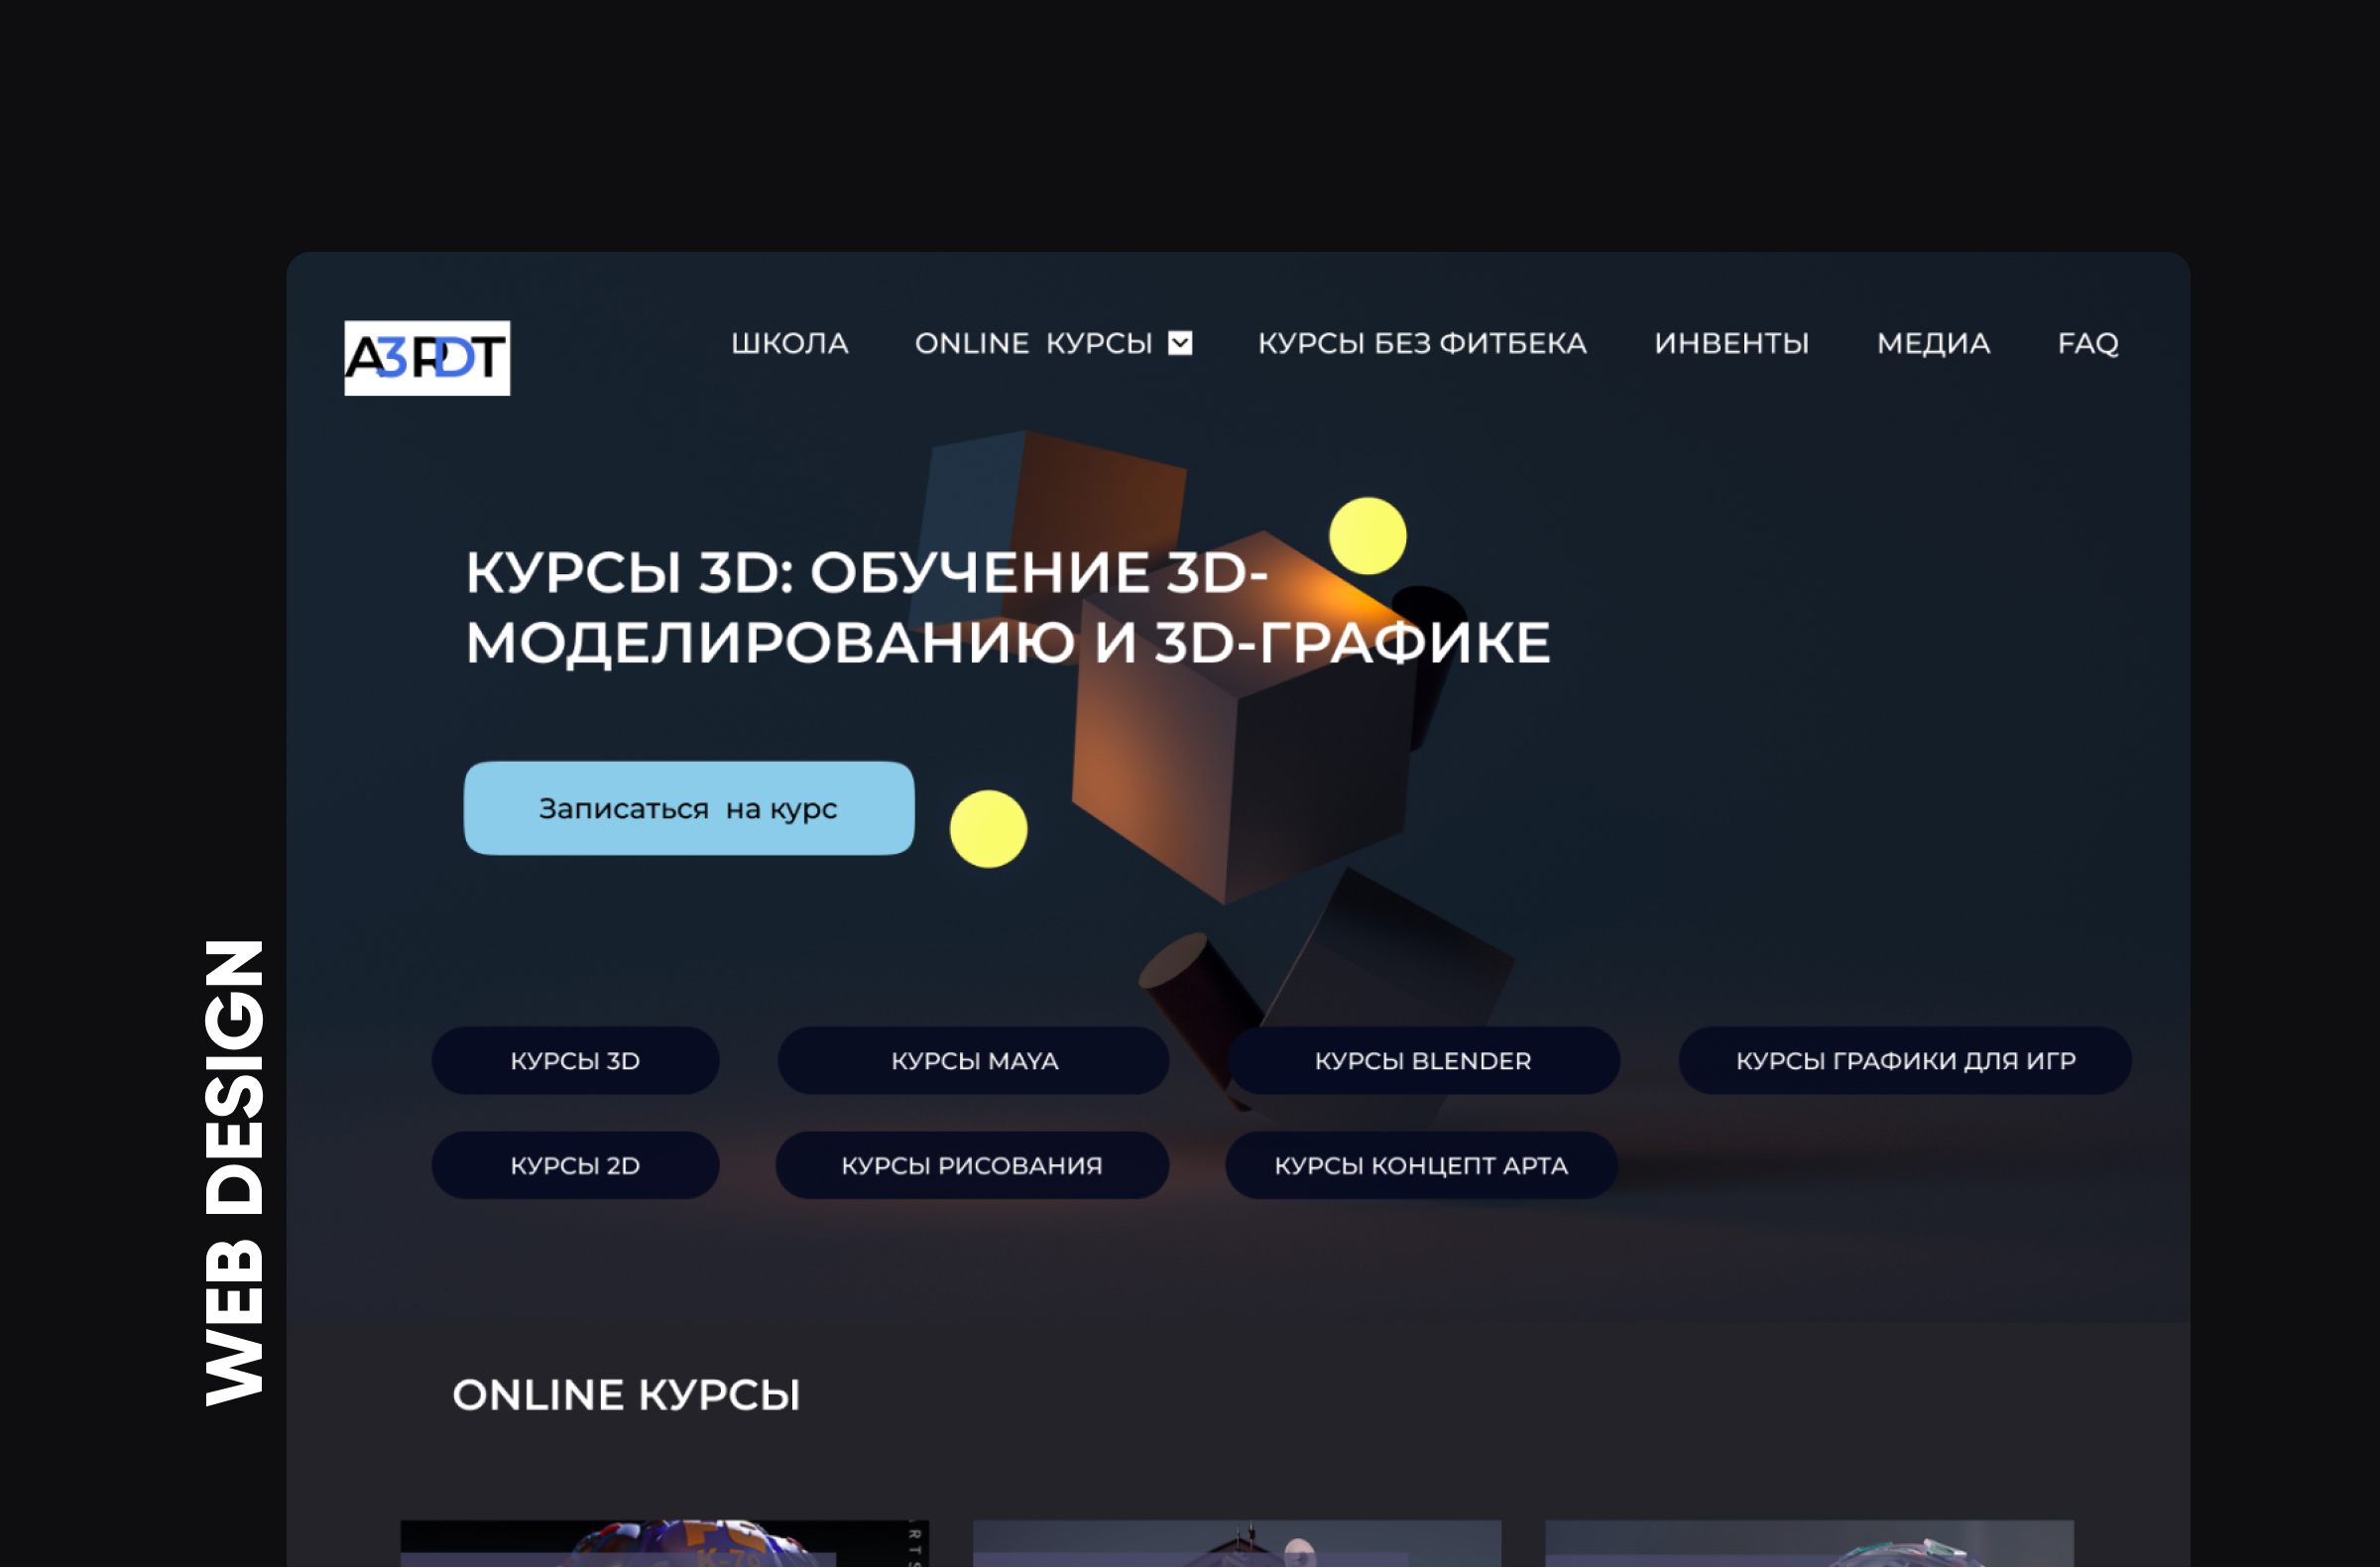 A3RDT
ШКОЛА
ONLINE КУРСЫ
КУРСЫ БЕЗ ФИТБЕКА
ИНВЕНТЫ
МЕДИА
FAQ
КУРСЫ 3D: ОБУЧЕНИЕ 3D-
МОДЕЛИРОВАНИЮ И 3D-ГРАФИКЕ
Записаться на курс
КУРСЫ 3D
КУРСЫ MAYA
КУРСЫ BLENDER
КУРСЫ ГРАФИКИ ДЛЯ ИГР
КУРСЫ 2D
КУРСЫ РИСОВАНИЯ
КУРСЫ КОНЦЕПТ АРТА
WEB DESIGN
ONLINE КУРСЫ